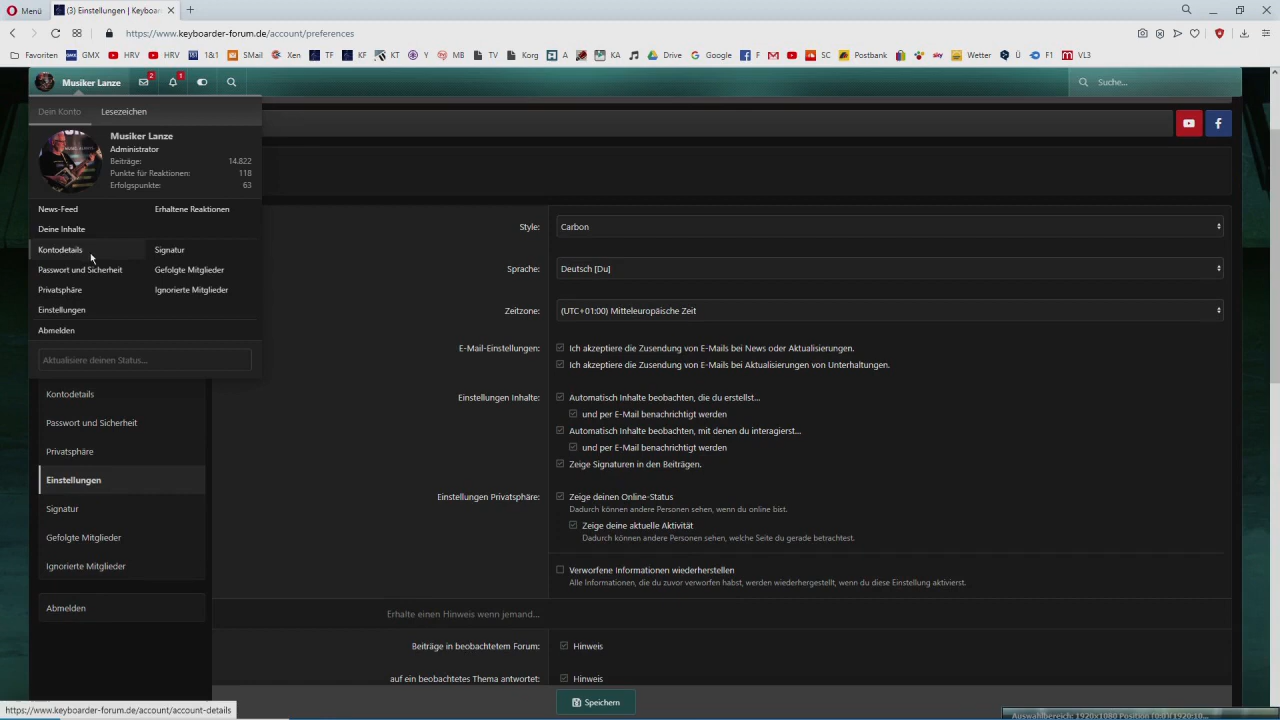 Menü
(3) Einstellungen | Keyboar
https://www.keyboarder-forum.de/account/preferences
Favoriten GMX HRV HRV 1&1 SMail Xen TF KF KT Y MB TV Korg A KA Drive Google F M SC Postbank sky Wetter Ü F1 VL3
Musiker Lanze 2 1 Suche...
Dein Konto Lesezeichen
Musiker Lanze
Administrator
Beiträge: 14.822
Punkte für Reaktionen: 118
Erfolgspunkte: 63
News-Feed Erhaltene Reaktionen
Deine Inhalte
Kontodetails Signatur
Passwort und Sicherheit Gefolgte Mitglieder
Privatsphäre Ignorierte Mitglieder
Einstellungen
Abmelden
Aktualisiere deinen Status...
Kontodetails
Passwort und Sicherheit
Privatsphäre
Einstellungen
Signatur
Gefolgte Mitglieder
Ignorierte Mitglieder
Abmelden
Style: Carbon
Sprache: Deutsch [Du]
Zeitzone: (UTC+01:00) Mitteleuropäische Zeit
E-Mail-Einstellungen: Ich akzeptiere die Zusendung von E-Mails bei News oder Aktualisierungen.
Ich akzeptiere die Zusendung von E-Mails bei Aktualisierungen von Unterhaltungen.
Einstellungen Inhalte: Automatisch Inhalte beobachten, die du erstellst...
und per E-Mail benachrichtigt werden
Automatisch Inhalte beobachten, mit denen du interagierst...
und per E-Mail benachrichtigt werden
Zeige Signaturen in den Beiträgen.
Einstellungen Privatsphäre: Zeige deinen Online-Status
Dadurch können andere Personen sehen, wenn du online bist.
Zeige deine aktuelle Aktivität
Dadurch können andere Personen sehen, welche Seite du gerade betrachtest.
Verworfene Informationen wiederherstellen
Alle Informationen, die du zuvor verworfen habst, werden wiederhergestellt, wenn du diese Einstellung aktivierst.
Erhalte einen Hinweis wenn jemand...
Beiträge in beobachtetem Forum: Hinweis
auf ein beobachtetes Thema antwortet: Hinweis
Speichern
https://www.keyboarder-forum.de/account/account-details
Auswahlbereich: 1920x1080 Position